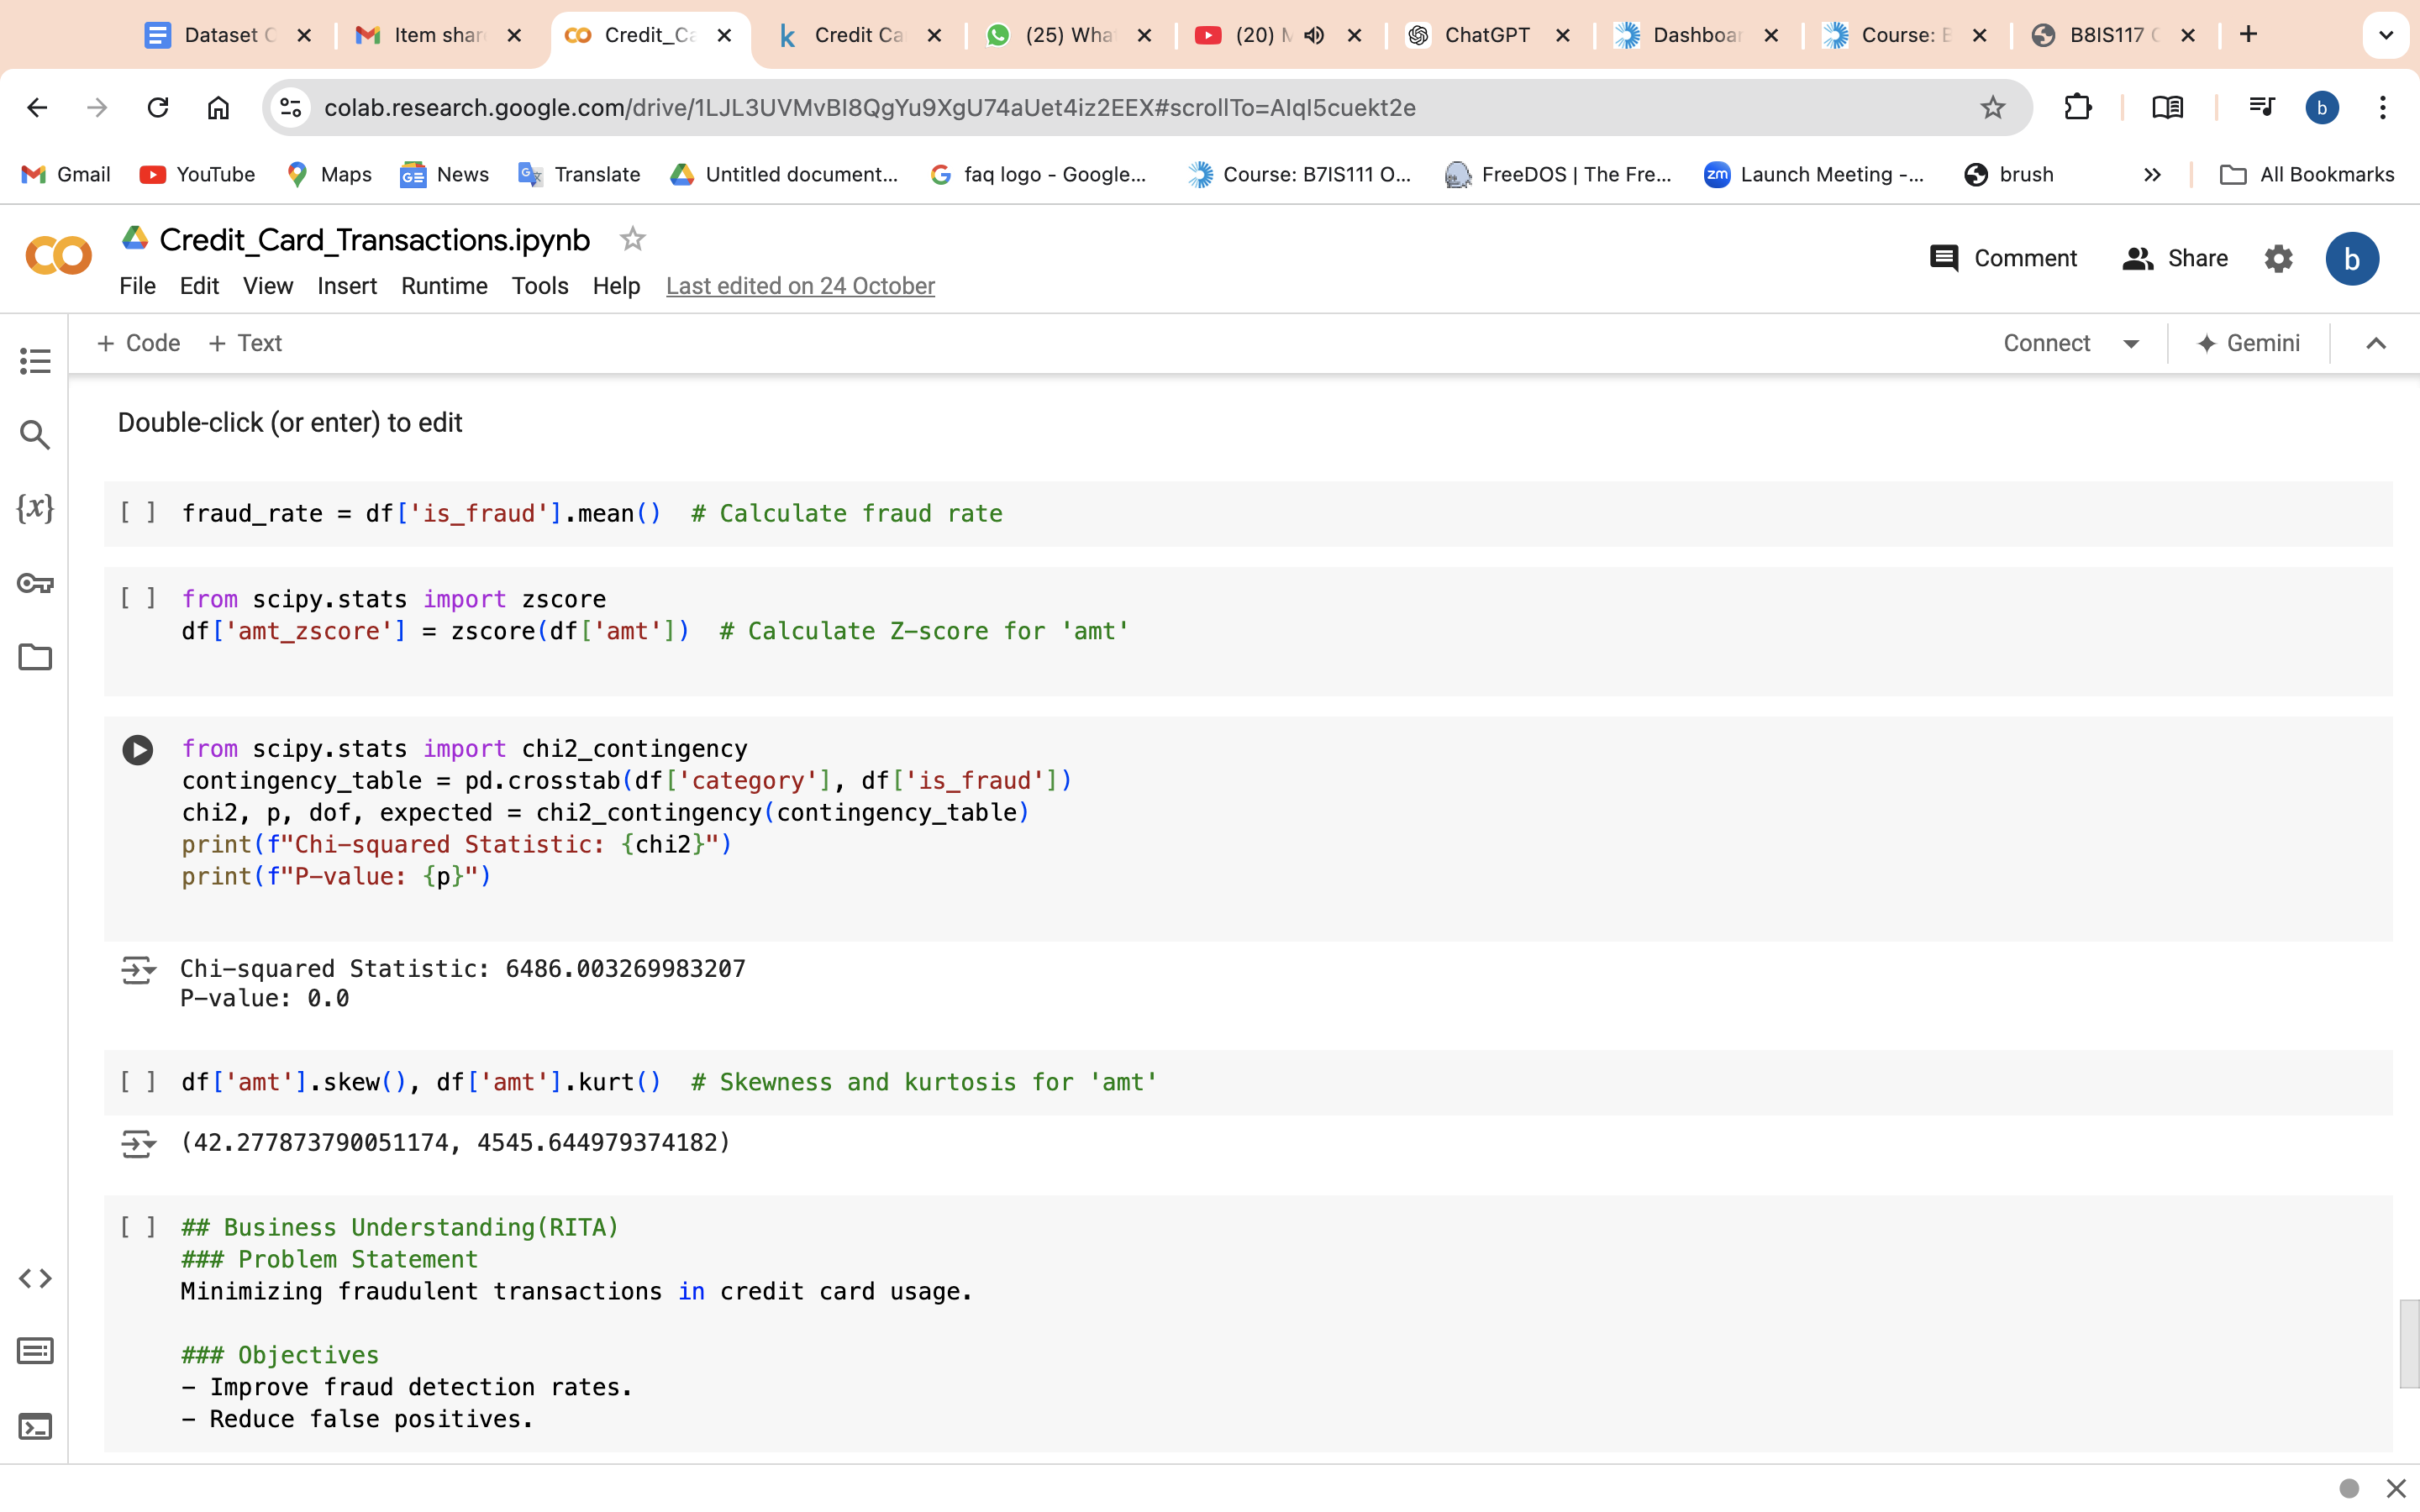 Dataset C
Item shar
Credit_Ca
Credit Ca
(25) Wha
(20) M
ChatGPT
Dashboar
Course: B
B8IS117 C
colab.research.google.com/drive/1LJL3UVMvBI8QgYu9XgU74aUet4iz2EEX#scrollTo=AIqI5cuekt2e
b
Gmail
YouTube
Maps
News
Translate
Untitled document...
faq logo - Google...
Course: B7IS111 O...
FreeDOS | The Fre...
zm
Launch Meeting -...
brush
All Bookmarks
Credit_Card_Transactions.ipynb
File Edit View Insert Runtime Tools Help Last edited on 24 October
Comment
Share
b
+ Code + Text
Connect
Gemini
Double-click (or enter) to edit
[ ] fraud_rate = df['is_fraud'].mean()  # Calculate fraud rate
[ ] from scipy.stats import zscore
df['amt_zscore'] = zscore(df['amt'])  # Calculate Z-score for 'amt'
from scipy.stats import chi2_contingency
contingency_table = pd.crosstab(df['category'], df['is_fraud'])
chi2, p, dof, expected = chi2_contingency(contingency_table)
print(f"Chi-squared Statistic: {chi2}")
print(f"P-value: {p}")
Chi-squared Statistic: 6486.003269983207
P-value: 0.0
[ ] df['amt'].skew(), df['amt'].kurt()  # Skewness and kurtosis for 'amt'
(42.277873790051174, 4545.644979374182)
[ ] ## Business Understanding(RITA)
### Problem Statement
Minimizing fraudulent transactions in credit card usage.
### Objectives
- Improve fraud detection rates.
- Reduce false positives.